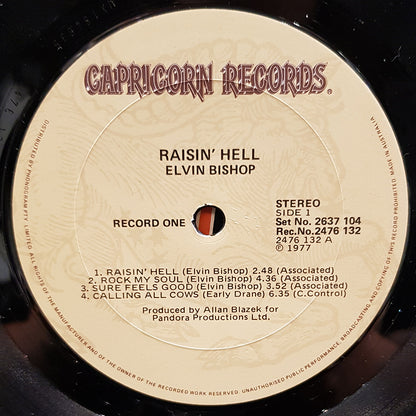 CAPRICORN RECORDS®
RAISIN' HELL
ELVIN BISHOP
RECORD ONE
STEREO
SIDE 1
Set No. 2637 104
Rec.No. 2476 132
2476 132 A
Ⓟ 1977
1. RAISIN' HELL (Elvin Bishop) 2.48 (Associated)
2. ROCK MY SOUL (Elvin Bishop) 4.36 (Associated)
3. SURE FEELS GOOD (Elvin Bishop) 3.52 (Associated)
4. CALLING ALL COWS (Early Drane) 6.35 (C.Control)
Produced by Allan Blazek for
Pandora Productions Ltd.
DISTRIBUTED BY PHONOGRAM PTY. LIMITED. ALL RIGHTS OF THE MANUFACTURER AND OF THE OWNER OF THE RECORDED WORK RESERVED. UNAUTHORISED PUBLIC PERFORMANCE, BROADCASTING AND COPYING OF THIS RECORD PROHIBITED. MADE IN AUSTRALIA